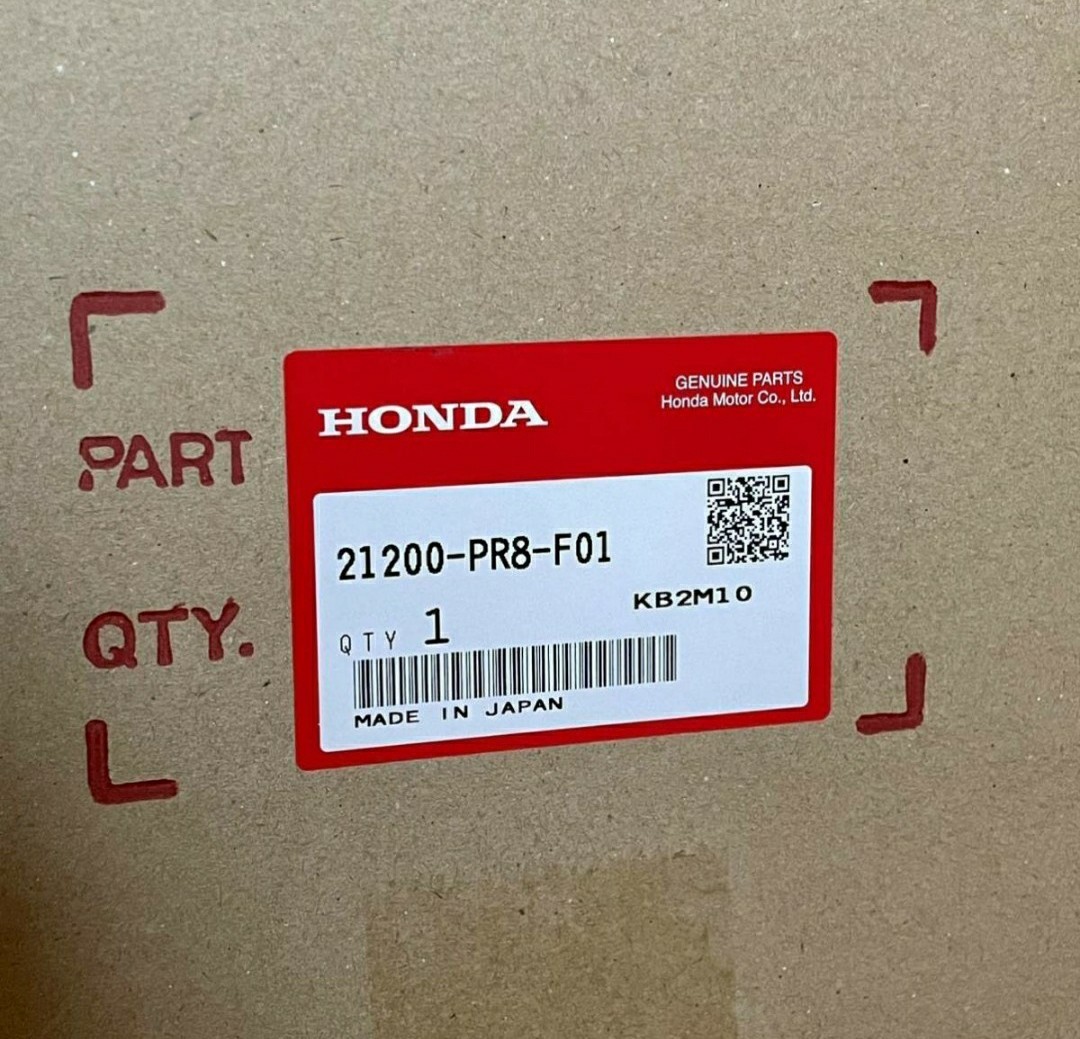 GENUINE PARTS
Honda Motor Co., Ltd.
HONDA
PART
21200-PR8-F01
KB2M10
QTY.
QTY 1
MADE IN JAPAN